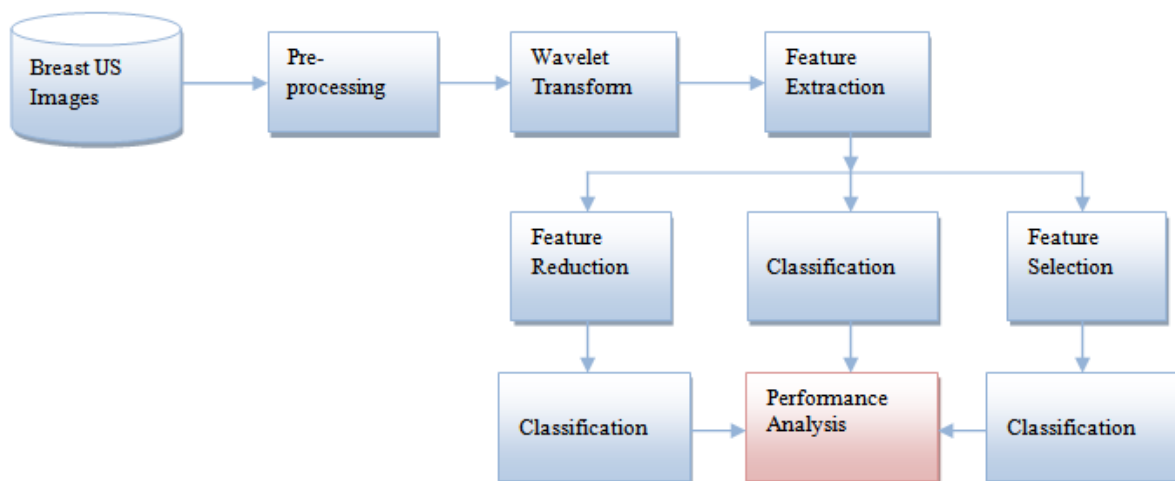 Breast US
Images
Pre-
processing
Wavelet
Transform
Feature
Extraction
Feature
Reduction
Classification
Feature
Selection
Classification
Performance
Analysis
Classification